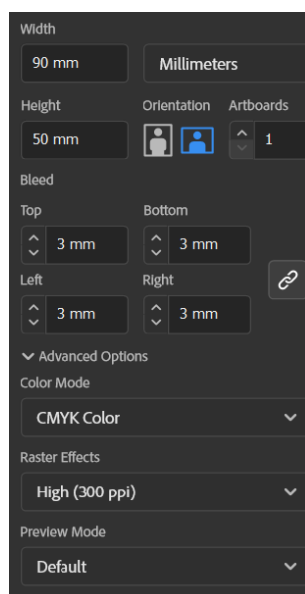 Width
90 mm
Millimeters
Height Orientation Artboards
50 mm 1
Bleed
Top Bottom
3 mm 3 mm
Left Right
3 mm 3 mm
Advanced Options
Color Mode
CMYK Color
Raster Effects
High (300 ppi)
Preview Mode
Default